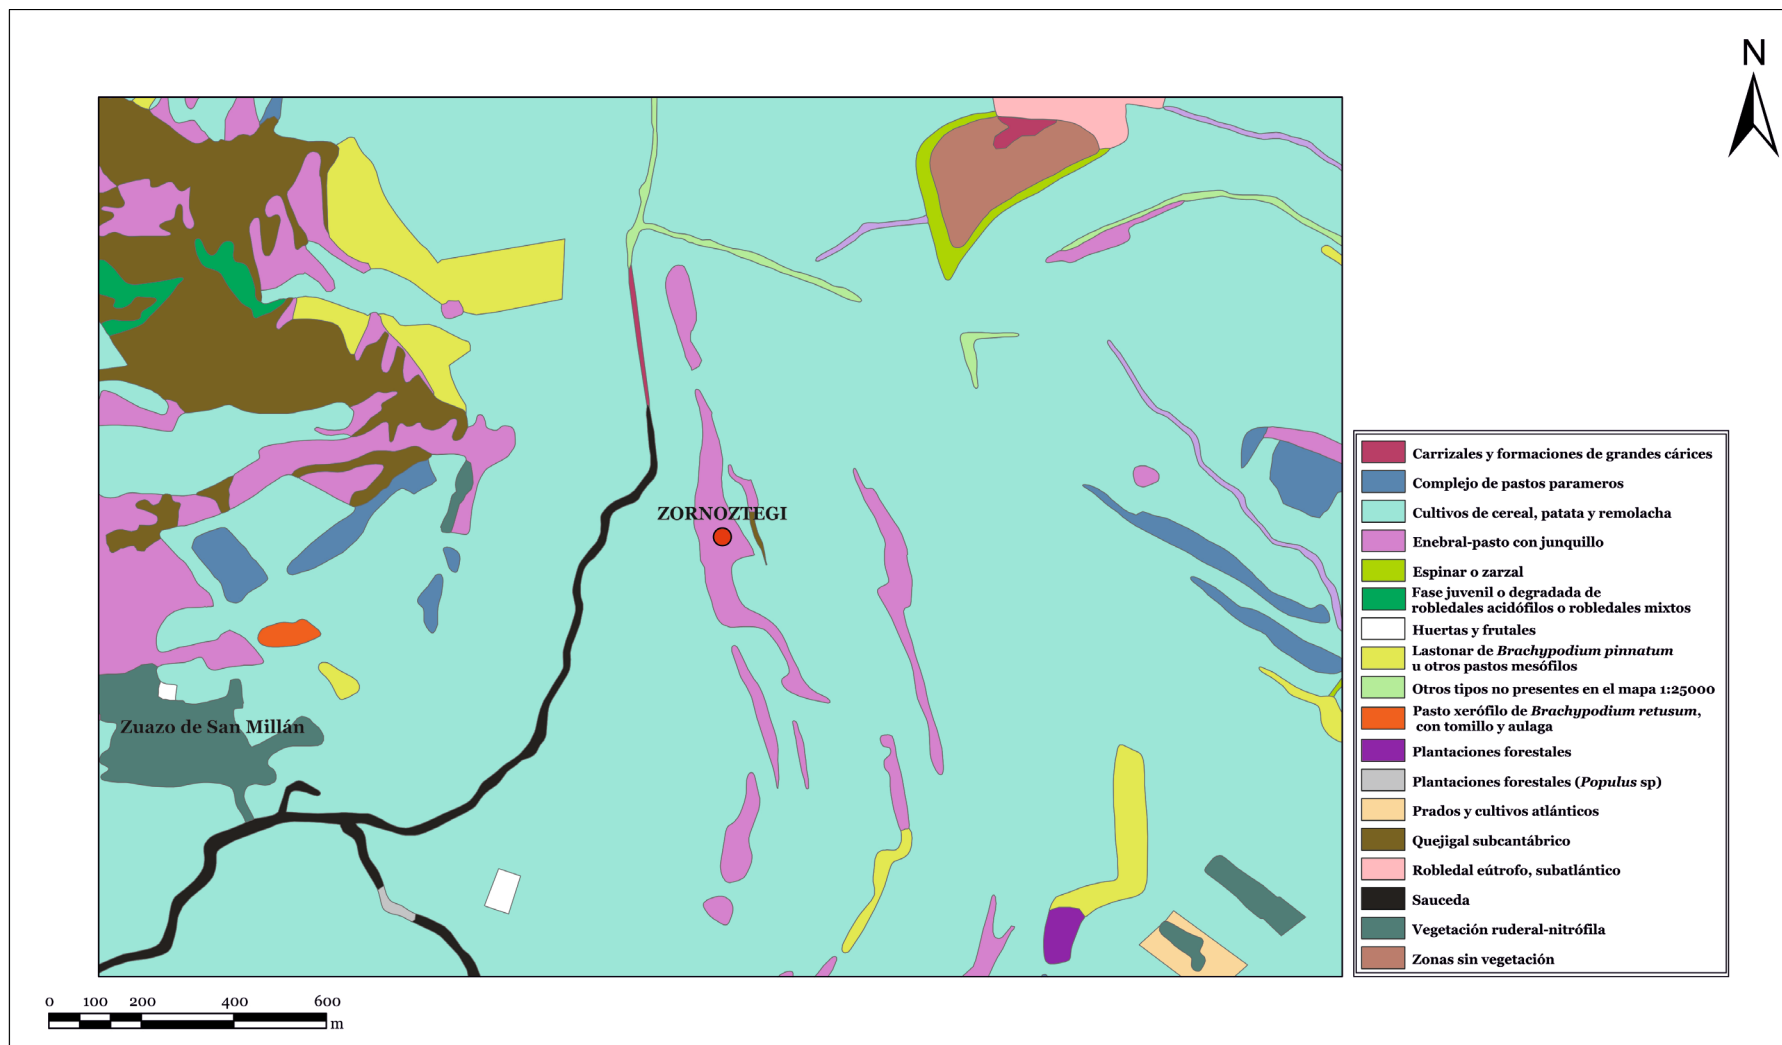 N
ZORNOZTEGI
Zuazo de San Millán
Carrizales y formaciones de grandes cárices
Complejo de pastos parameros
Cultivos de cereal, patata y remolacha
Enebral-pasto con junquillo
Espinar o zarzal
Fase juvenil o degradada de
robledales acidófilos o robledales mixtos
Huertas y frutales
Lastonar de Brachypodium pinnatum
u otros pastos mesófilos
Otros tipos no presentes en el mapa 1:25000
Pasto xerófilo de Brachypodium retusum,
con tomillo y aulaga
Plantaciones forestales
Plantaciones forestales (Populus sp)
Prados y cultivos atlánticos
Quejigal subcantábrico
Robledal eútrofo, subatlántico
Sauceda
Vegetación ruderal-nitrófila
Zonas sin vegetación
0 100 200 400 600
m